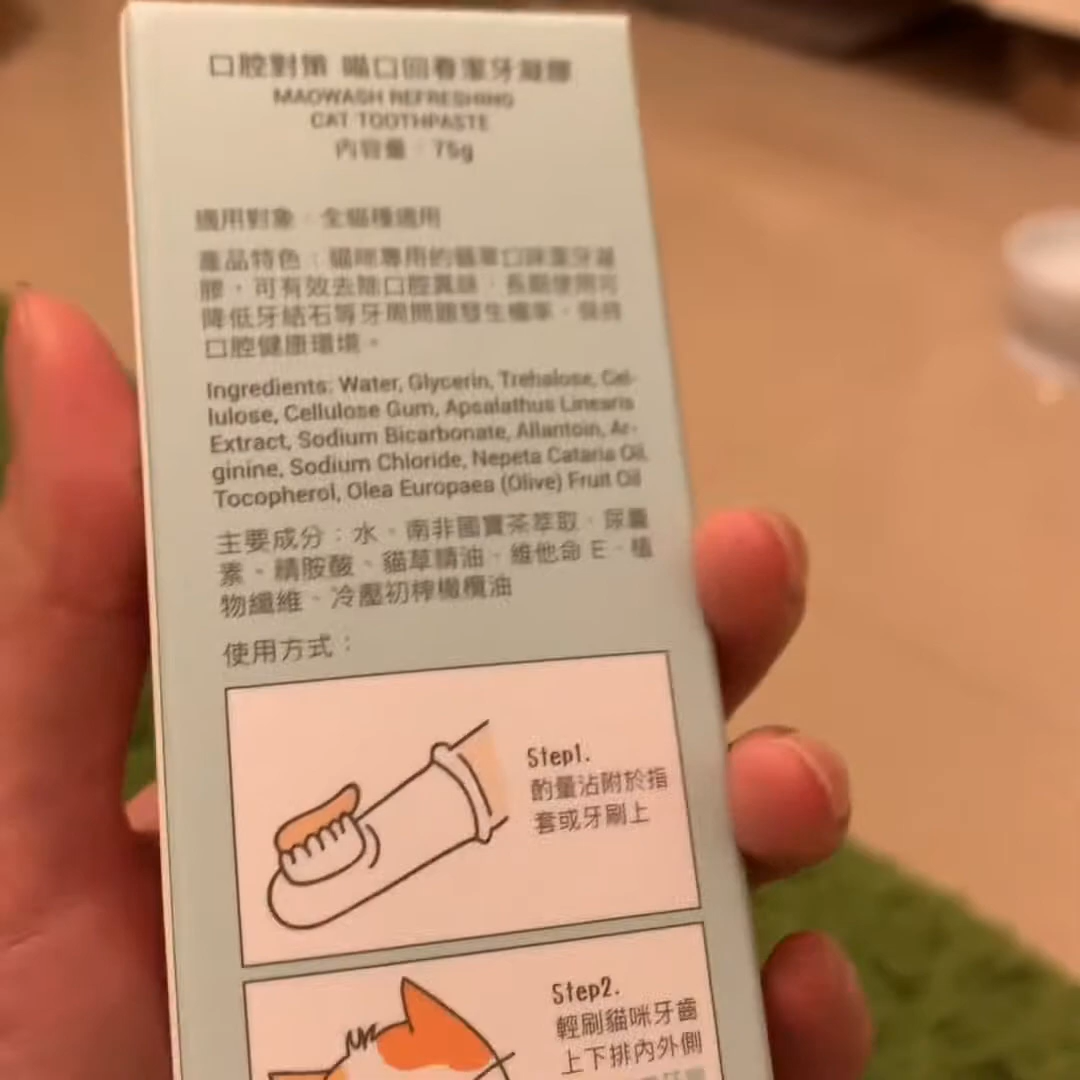 口腔對策 喵口回春潔牙凝膠
MAOWASH REFRESHING
CAT TOOTHPASTE
內容量：75g
適用對象：全貓種適用
產品特色：貓咪專用的貓草口味潔牙凝
膠，可有效去除口腔異味，長期使用可
降低牙結石等牙周問題發生機率，保持
口腔健康環境。
Ingredients: Water, Glycerin, Trehalose, Cel-
lulose, Cellulose Gum, Apsalathus Linearis
Extract, Sodium Bicarbonate, Allantoin, Ar-
ginine, Sodium Chloride, Nepeta Cataria Oil,
Tocopherol, Olea Europaea (Olive) Fruit Oil
主要成分：水、南非國寶茶萃取、尿囊
素、精胺酸、貓草精油、維他命 E、植
物纖維、冷壓初榨橄欖油
使用方式：
Step1.
酌量沾附於指
套或牙刷上
Step2.
輕刷貓咪牙齒
上下排內外側